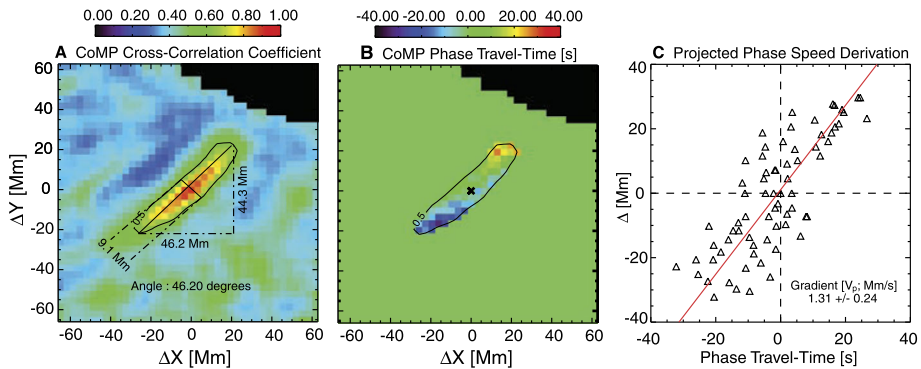 0.00 0.20 0.40 0.60 0.80 1.00
-40.00 -20.00 0.00 20.00 40.00
A CoMP Cross-Correlation Coefficient
B CoMP Phase Travel-Time [s]
C Projected Phase Speed Derivation
60
40
20
0
-20
-40
-60
ΔY [Mm]
0.5
9.1 Mm
46.2 Mm
44.3 Mm
Angle : 46.20 degrees
-60 -40 -20 0 20 40 60
ΔX [Mm]
0.5
-60 -40 -20 0 20 40 60
ΔX [Mm]
40
20
0
-20
-40
Δ [Mm]
Gradient [Vp; Mm/s]
1.31 +/- 0.24
-40 -20 0 20 40
Phase Travel-Time [s]